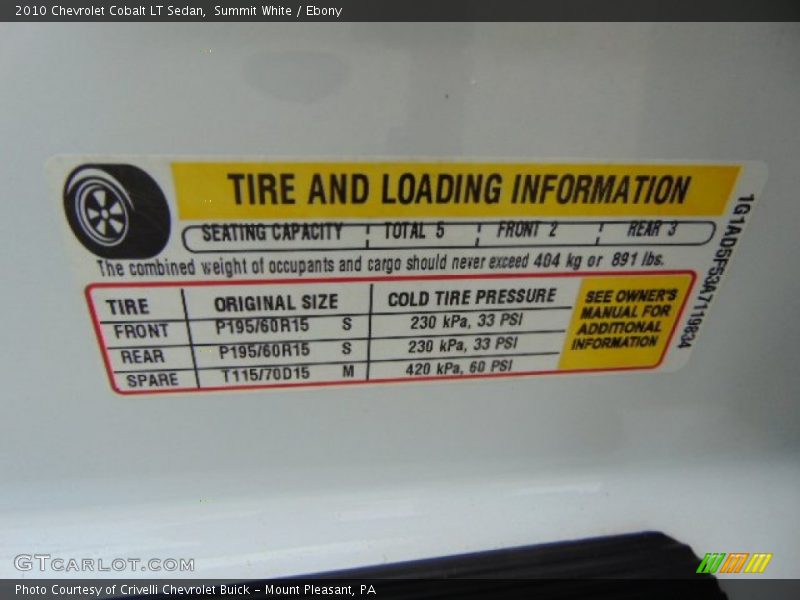 2010 Chevrolet Cobalt LT Sedan, Summit White / Ebony
TIRE AND LOADING INFORMATION
SEATING CAPACITY TOTAL 5 FRONT 2 REAR 3
The combined weight of occupants and cargo should never exceed 404 kg or 891 lbs.
TIRE ORIGINAL SIZE COLD TIRE PRESSURE
FRONT P195/60R15 S 230 kPa, 33 PSI
REAR P195/60R15 S 230 kPa, 33 PSI
SPARE T115/70D15 M 420 kPa, 60 PSI
SEE OWNER'S
MANUAL FOR
ADDITIONAL
INFORMATION
1G1AD5F53A7119834
GTCARLOT.COM
Photo Courtesy of Crivelli Chevrolet Buick - Mount Pleasant, PA